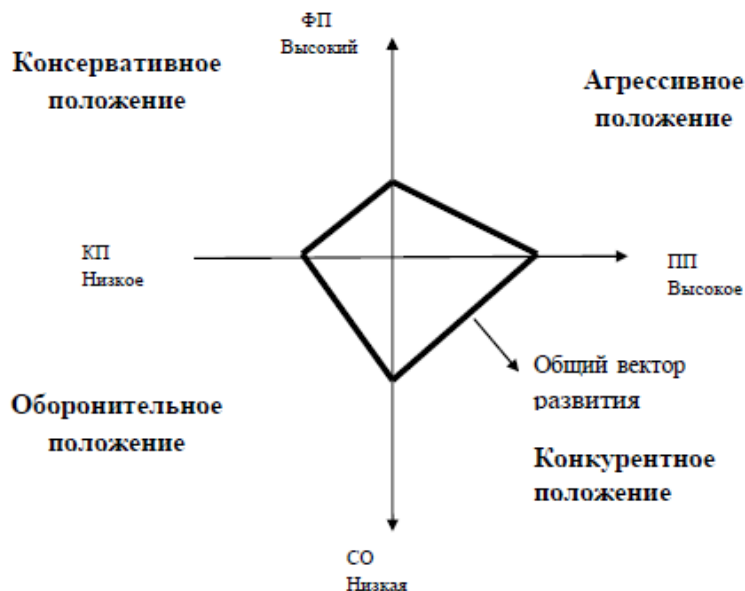 ФП
Высокий
Консервативное
положение
Агрессивное
положение
КП
Низкое
ПП
Высокое
Общий вектор
развития
Оборонительное
положение
Конкурентное
положение
СО
Низкая